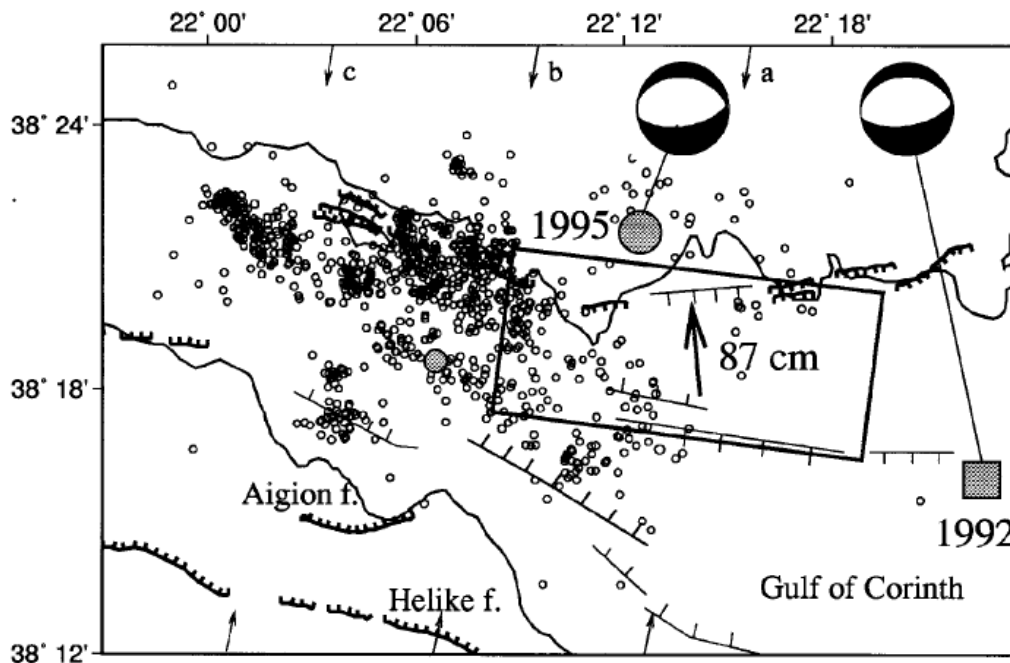 22° 00' 22° 06' 22° 12' 22° 18'
c b a
38° 24'
1995
87 cm
38° 18'
Aigion f.
1992
Gulf of Corinth
Helike f.
38° 12'